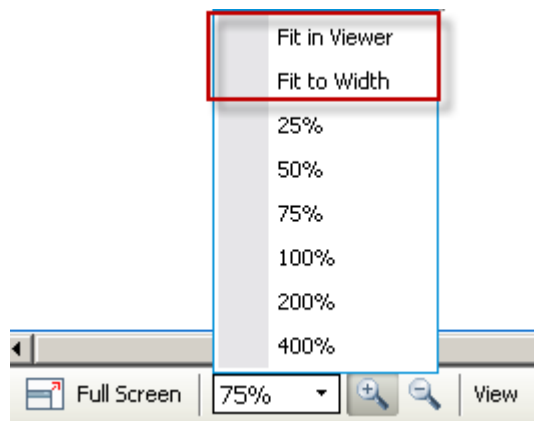 Fit in Viewer
Fit to Width
25%
50%
75%
100%
200%
400%
Full Screen 75% View